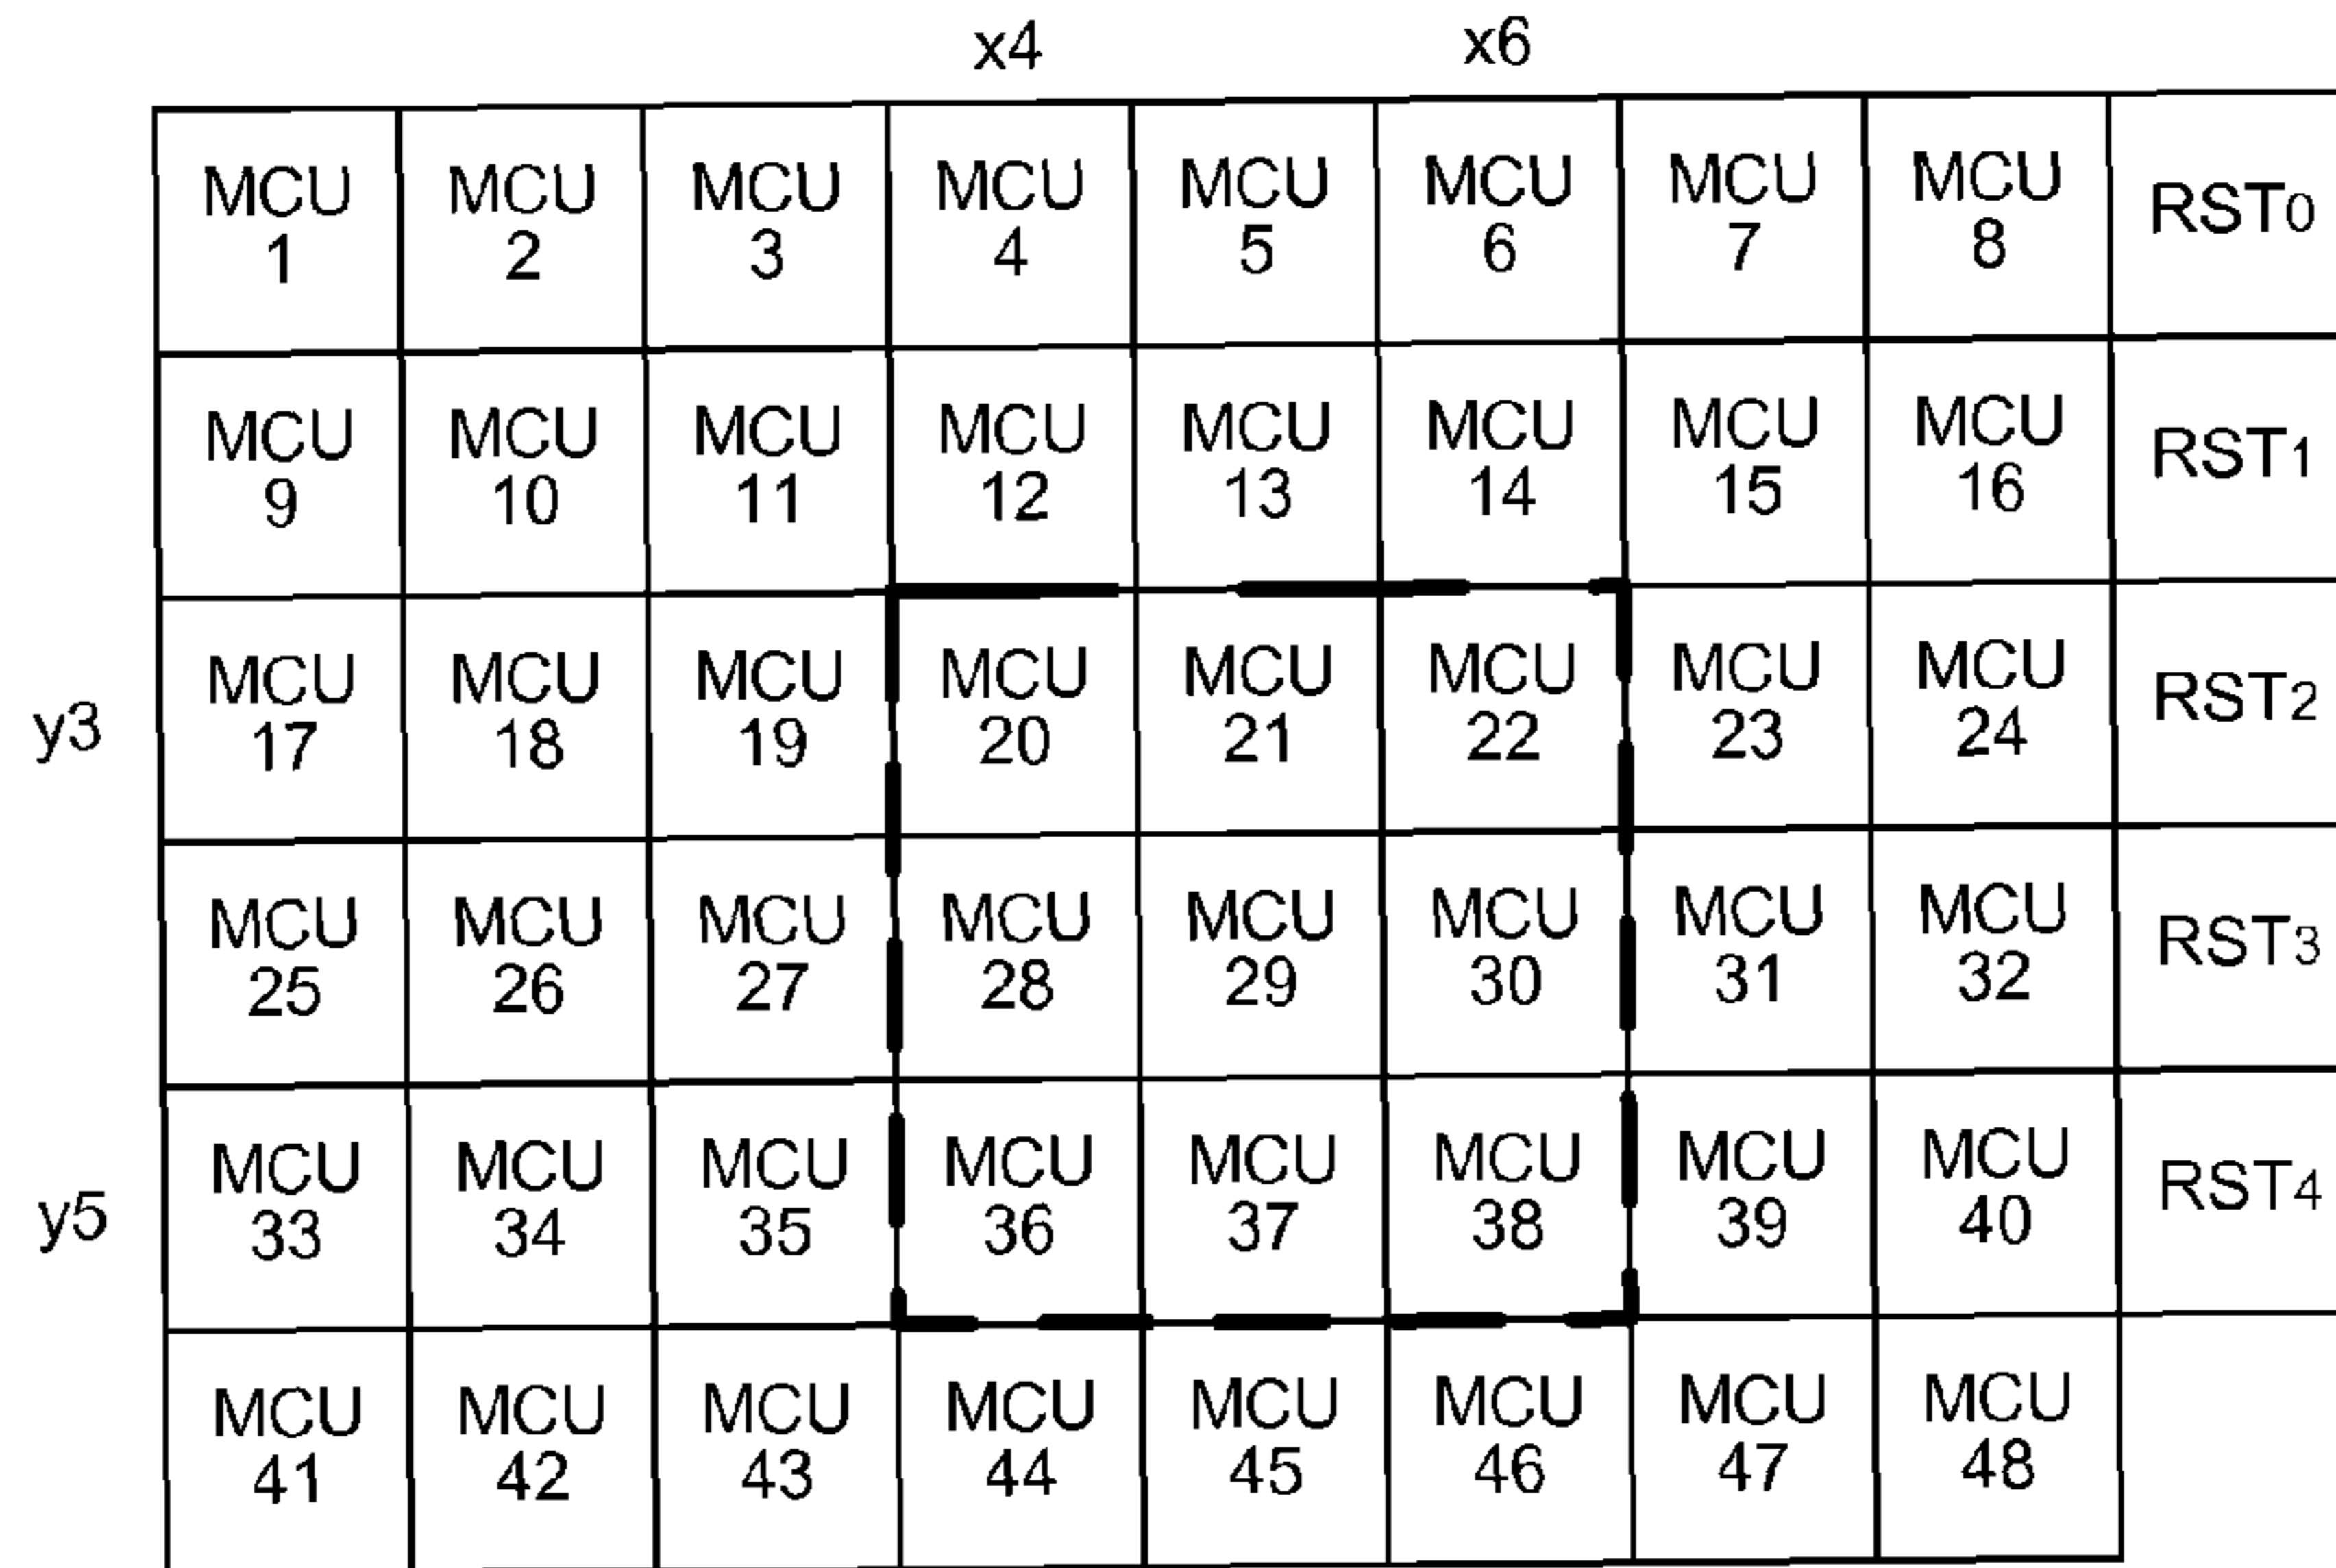 x4 x6
MCU MCU MCU MCU MCU MCU MCU MCU RST0
1 2 3 4 5 6 7 8
MCU MCU MCU MCU MCU MCU MCU MCU RST1
9 10 11 12 13 14 15 16
MCU MCU MCU MCU MCU MCU MCU MCU RST2
y3 17 18 19 20 21 22 23 24
MCU MCU MCU MCU MCU MCU MCU MCU RST3
25 26 27 28 29 30 31 32
MCU MCU MCU MCU MCU MCU MCU MCU RST4
y5 33 34 35 36 37 38 39 40
MCU MCU MCU MCU MCU MCU MCU MCU
41 42 43 44 45 46 47 48